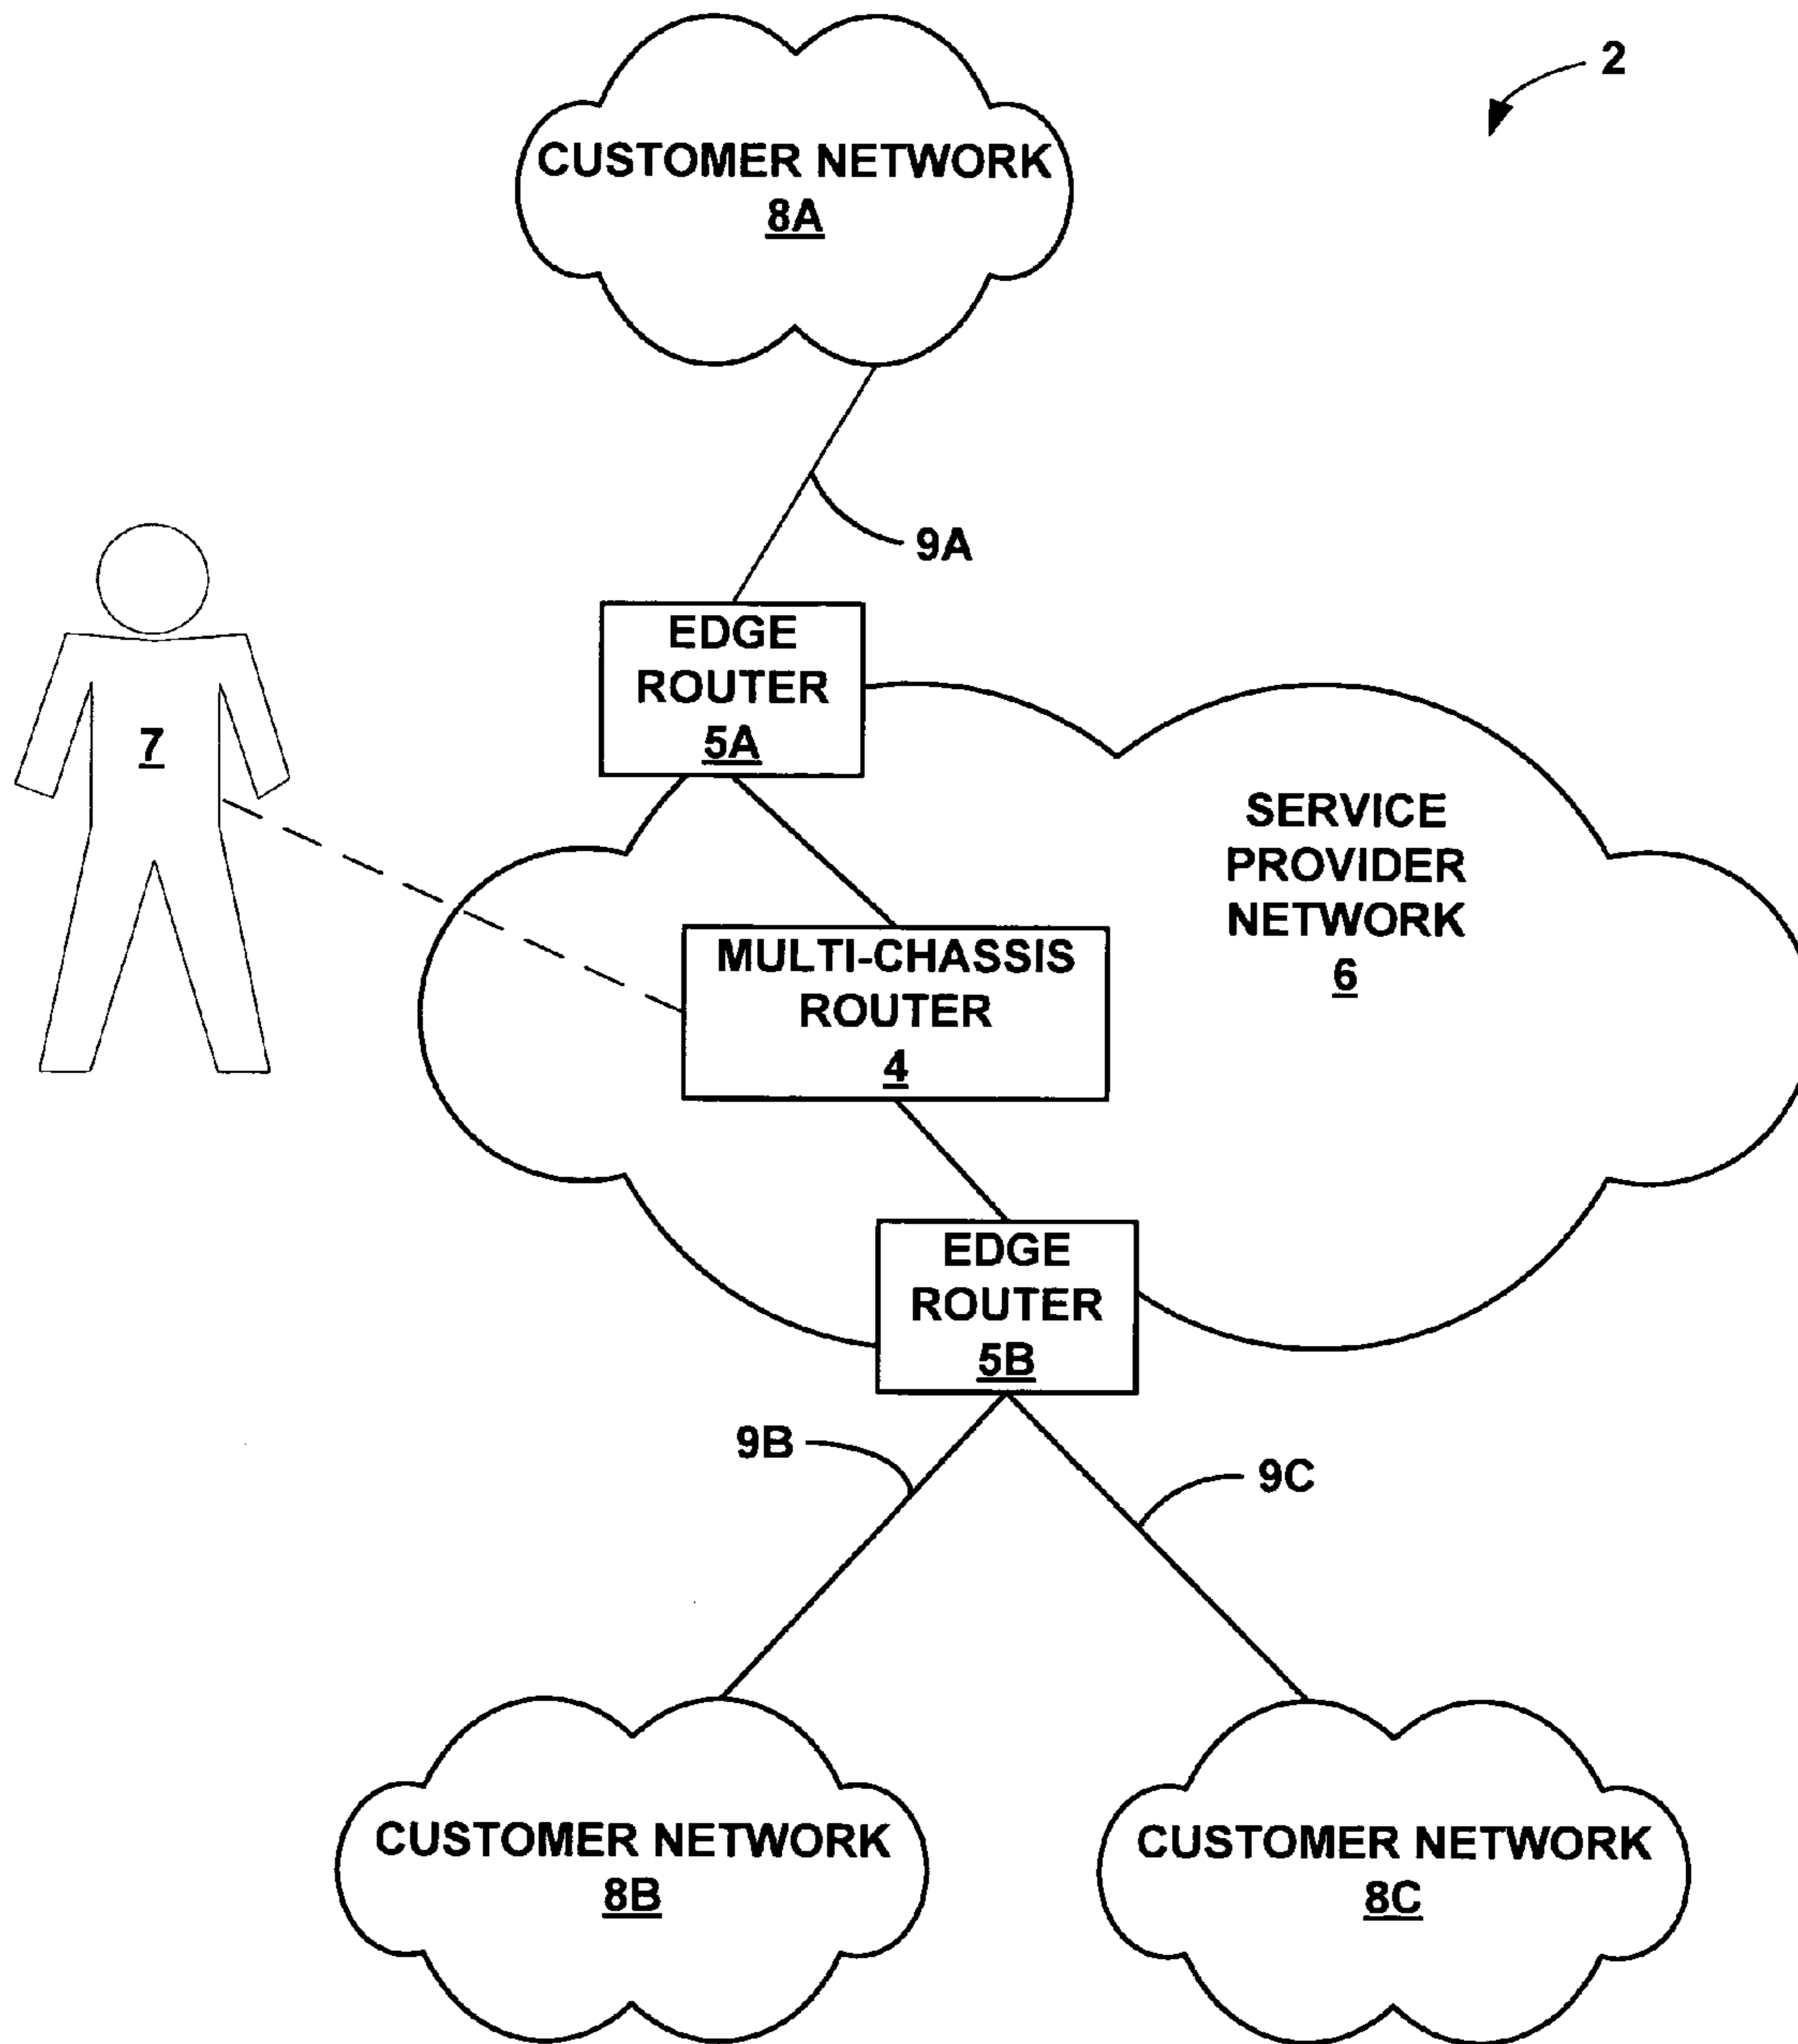 2
CUSTOMER NETWORK
8A
9A
EDGE
ROUTER
5A
7
SERVICE
PROVIDER
NETWORK
6
MULTI-CHASSIS
ROUTER
4
EDGE
ROUTER
5B
9B
9C
CUSTOMER NETWORK
8B
CUSTOMER NETWORK
8C